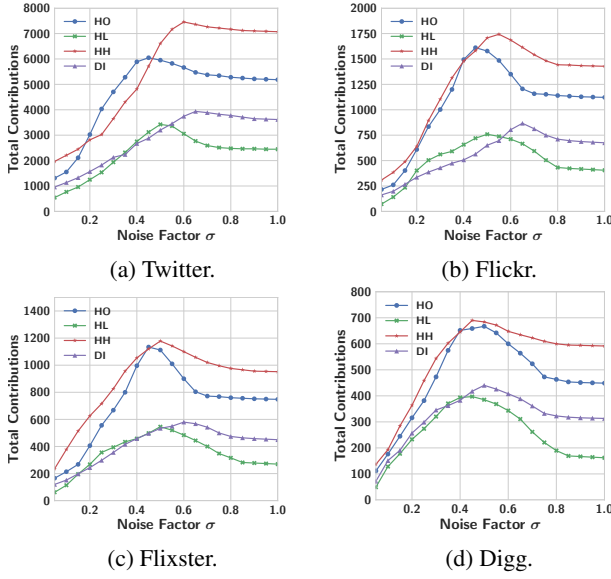 8000
7000
6000
5000
4000
3000
2000
1000
0
Total Contributions
HO
HL
HH
DI
0.2 0.4 0.6 0.8 1.0
Noise Factor σ
(a) Twitter.
2000
1750
1500
1250
1000
750
500
250
0
Total Contributions
HO
HL
HH
DI
0.2 0.4 0.6 0.8 1.0
Noise Factor σ
(b) Flickr.
1400
1200
1000
800
600
400
200
0
Total Contributions
HO
HL
HH
DI
0.2 0.4 0.6 0.8 1.0
Noise Factor σ
(c) Flixster.
800
700
600
500
400
300
200
100
0
Total Contributions
HO
HL
HH
DI
0.2 0.4 0.6 0.8 1.0
Noise Factor σ
(d) Digg.